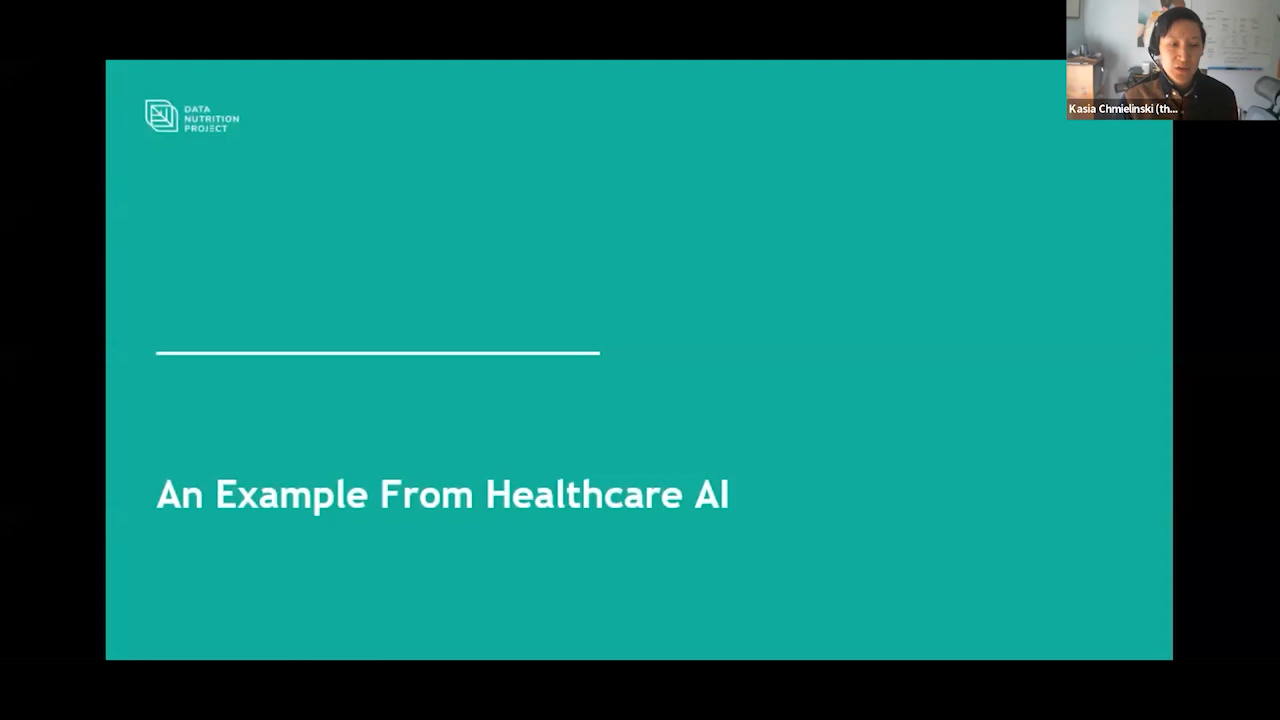 DATA
NUTRITION
PROJECT
Kasia Chmielinski (th...
An Example From Healthcare AI